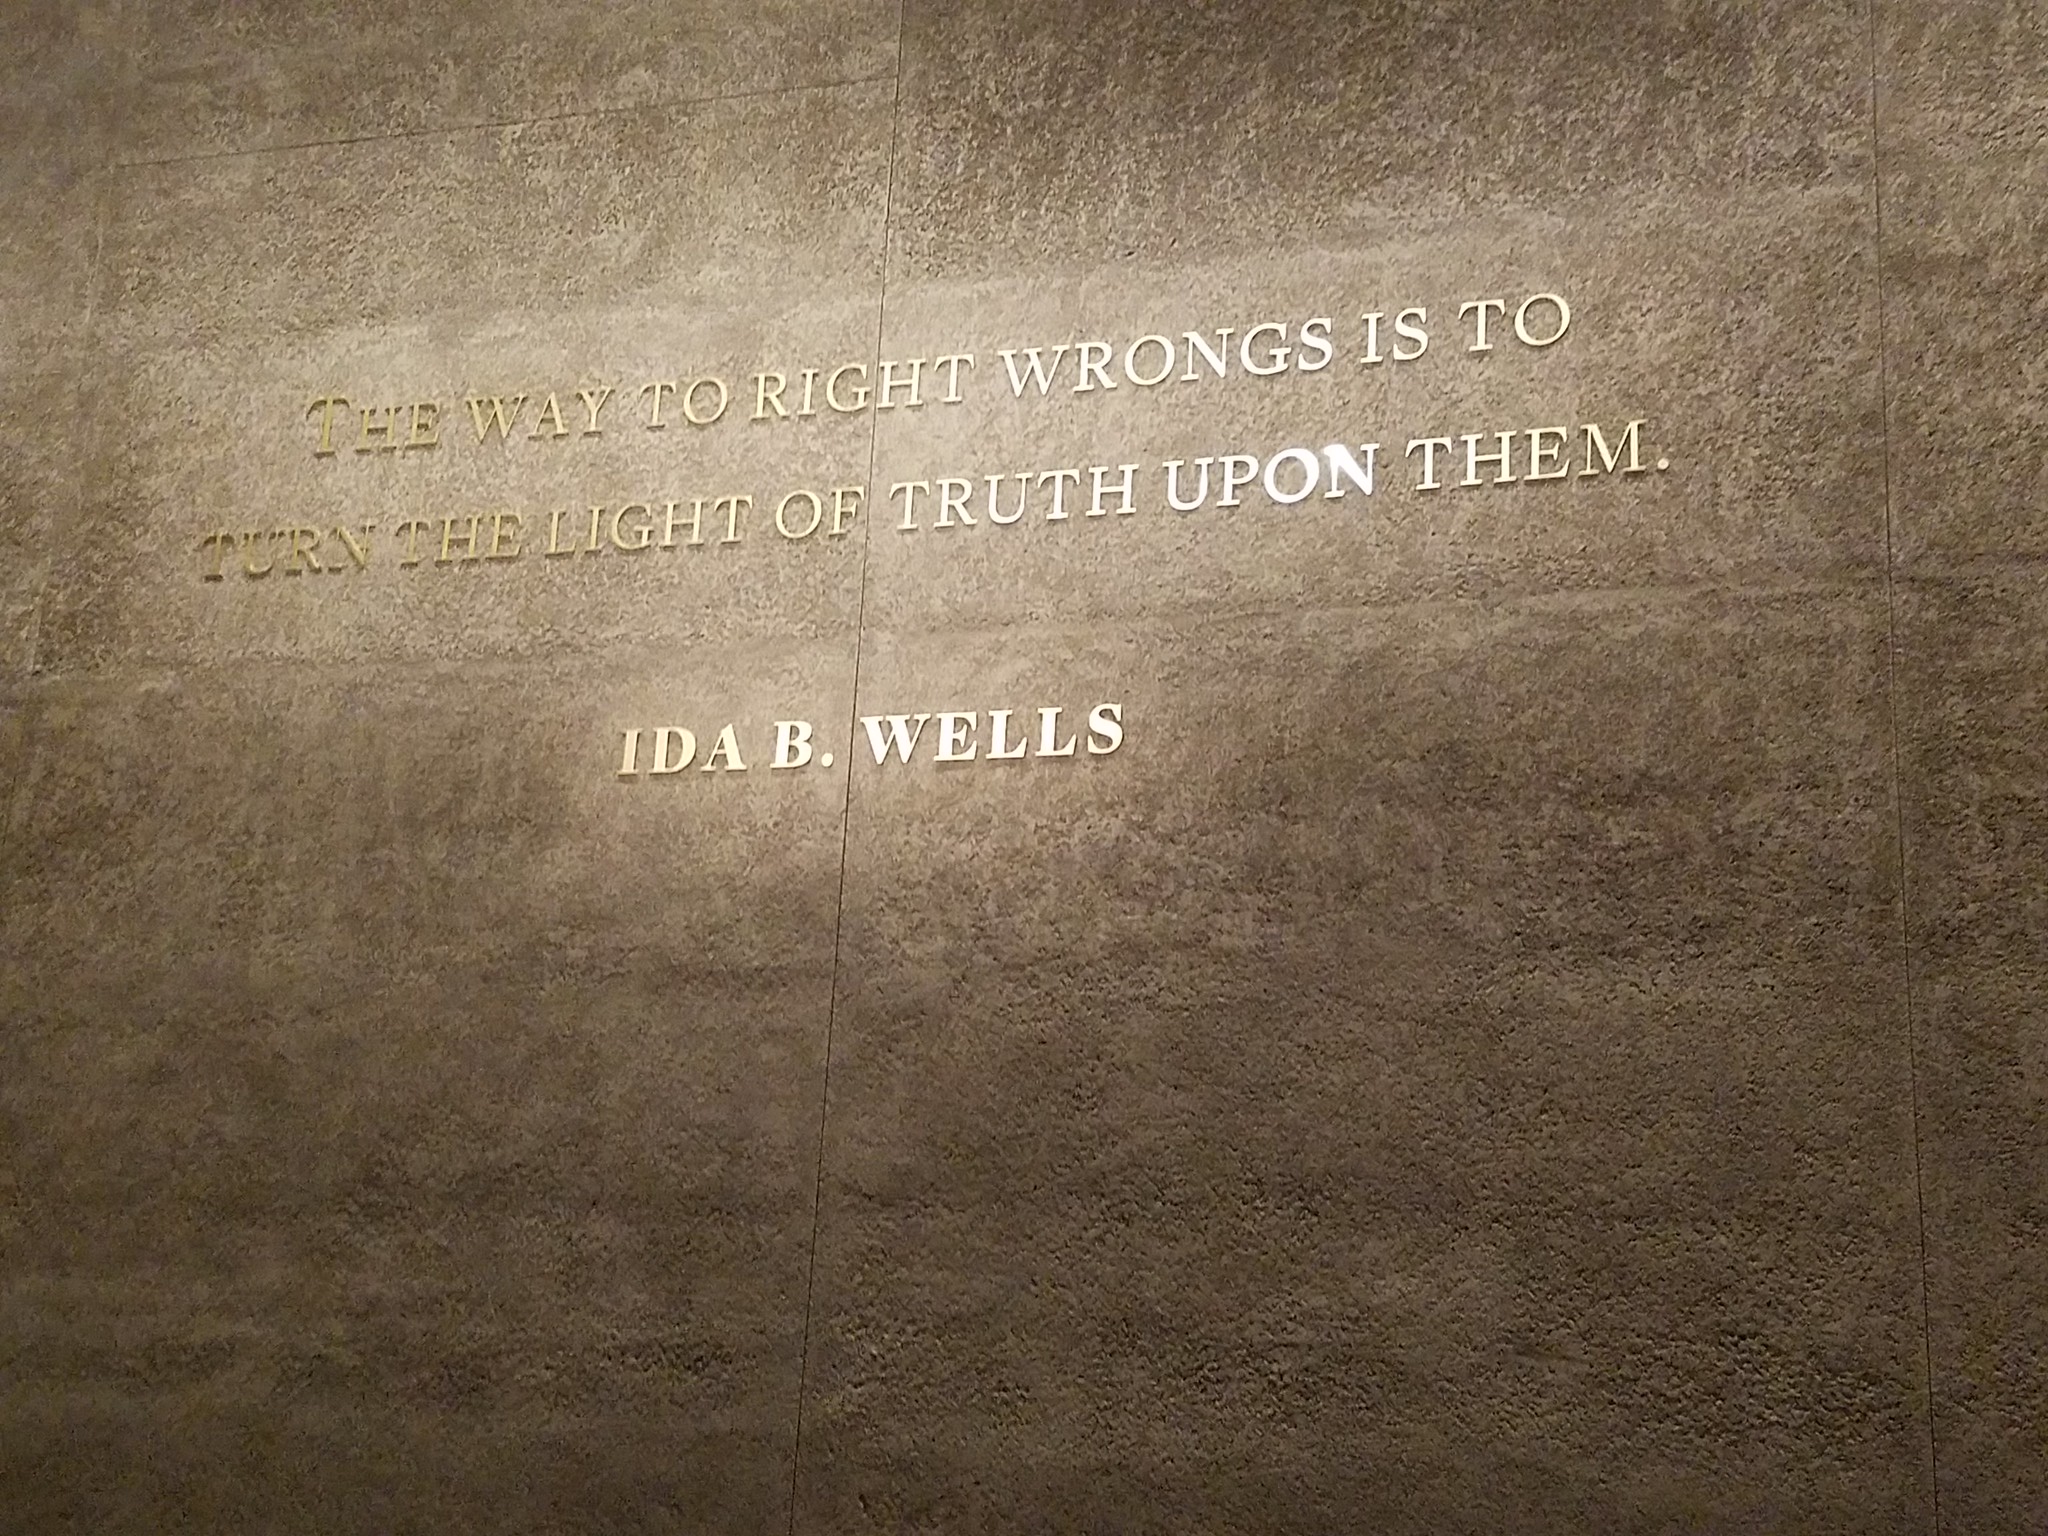 THE WAY TO RIGHT WRONGS IS TO
TURN THE LIGHT OF TRUTH UPON THEM.
IDA B. WELLS